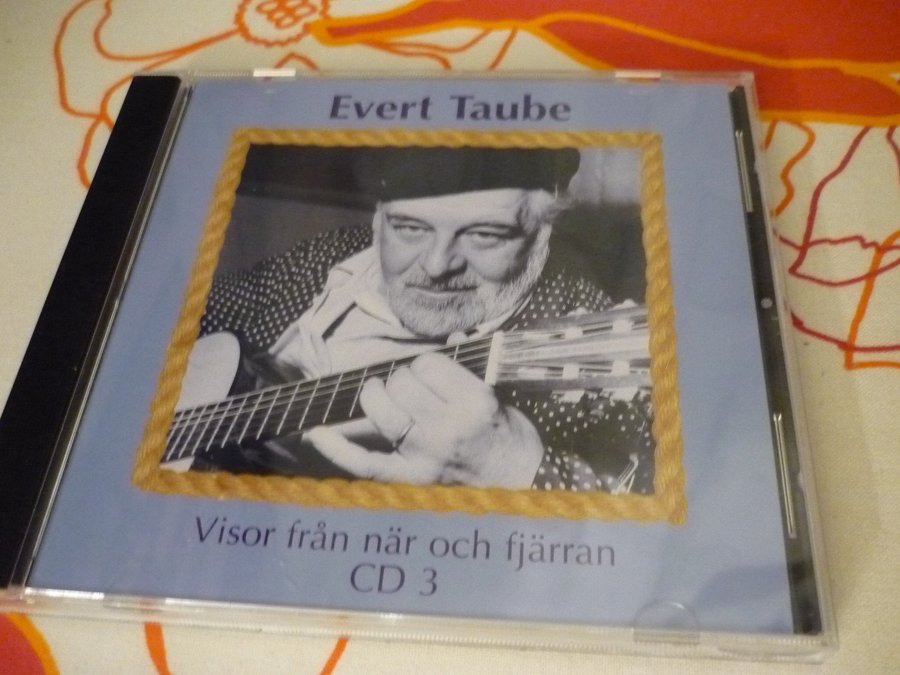 Evert Taube
Visor från när och fjärran
CD 3